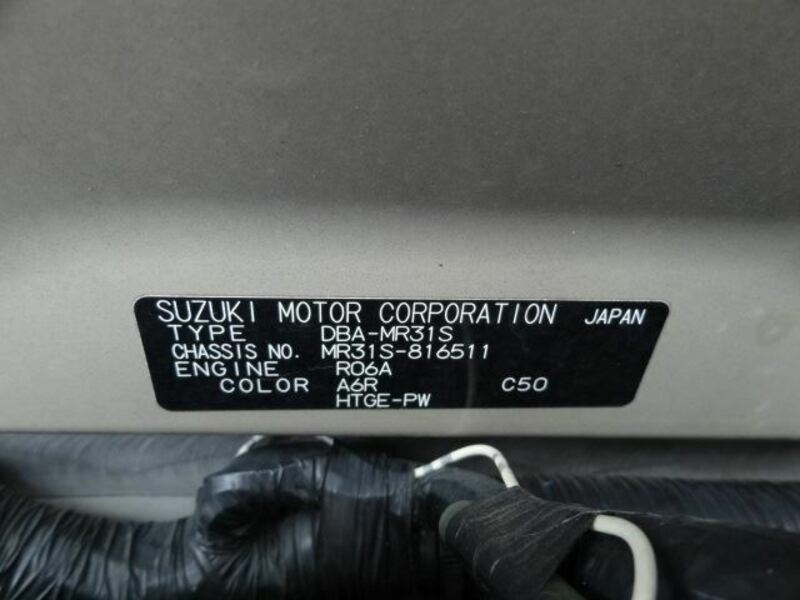 SUZUKI MOTOR CORPORATION JAPAN
TYPE DBA-MR31S
CHASSIS NO. MR31S-816511
ENGINE R06A
COLOR A6R C50
HTGE-PW